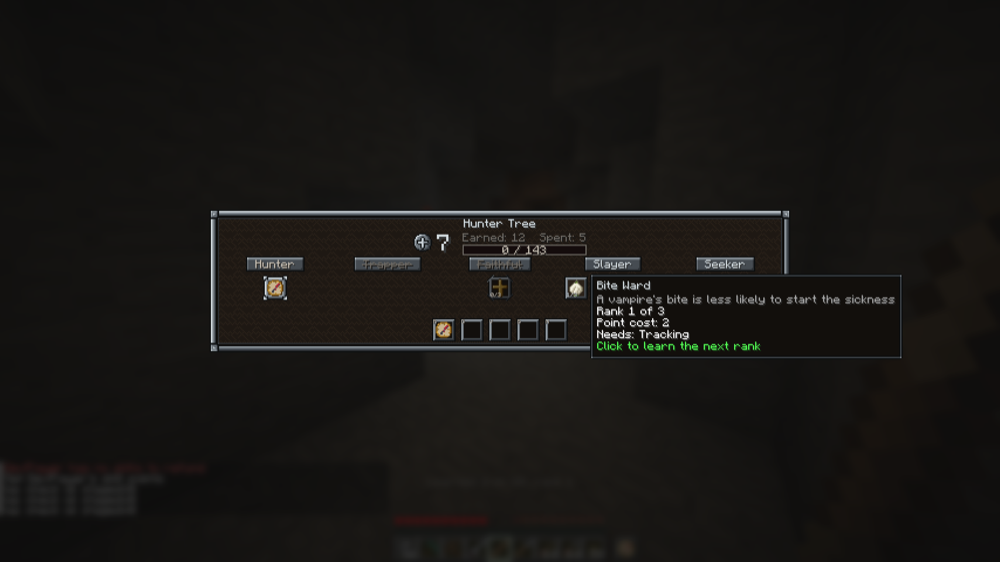 Hunter Tree
7
Earned: 12 Spent: 5
0 / 143
Hunter
Trapper
Faithful
Slayer
Seeker
Bite Ward
A vampire's bite is less likely to start the sickness
Rank 1 of 3
Point cost: 2
Needs: Tracking
Click to learn the next rank